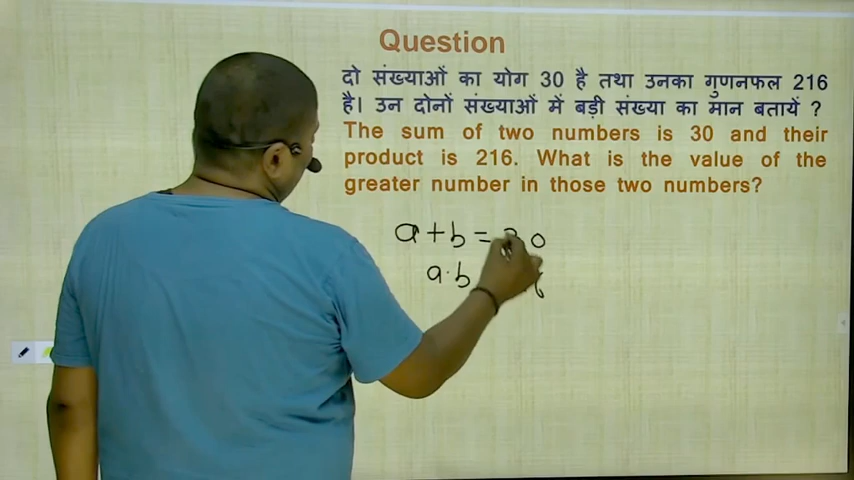 Question
दो संख्याओं का योग 30 है तथा उनका गुणनफल 216
है। उन दोनों संख्याओं में बड़ी संख्या का मान बतायें ?
The sum of two numbers is 30 and their
product is 216. What is the value of the
greater number in those two numbers?
a+b=30
a·b